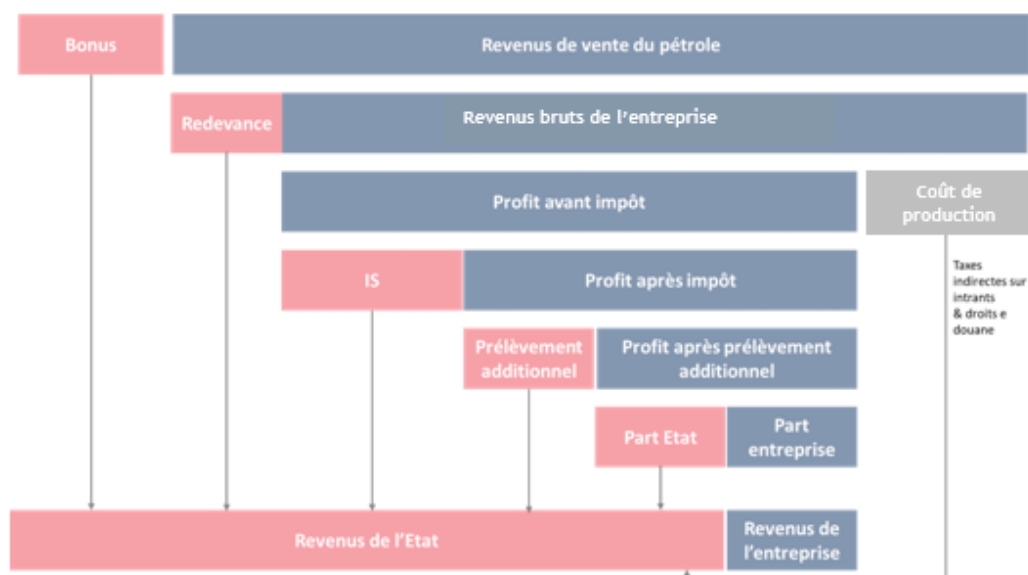 Bonus
Revenus de vente du pétrole
Redevance
Revenus bruts de l'entreprise
Profit avant impôt
Coût de
production
IS
Profit après impôt
Taxes
indirectes sur
intrants
& droits e
douane
Prélèvement
additionnel
Profit après prélèvement
additionnel
Part Etat
Part
entreprise
Revenus de l'Etat
Revenus de
l'entreprise